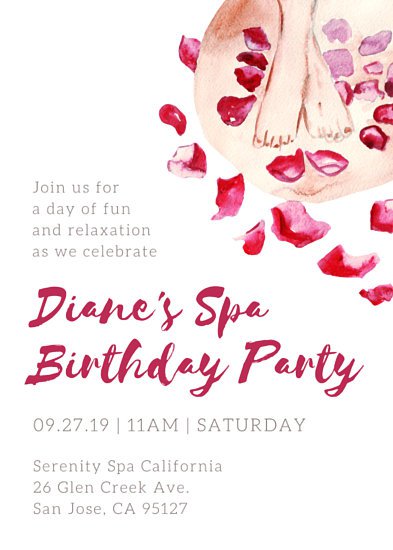 Join us for
a day of fun
and relaxation
as we celebrate
Diane's Spa
Birthday Party
09.27.19 | 11AM | SATURDAY
Serenity Spa California
26 Glen Creek Ave.
San Jose, CA 95127